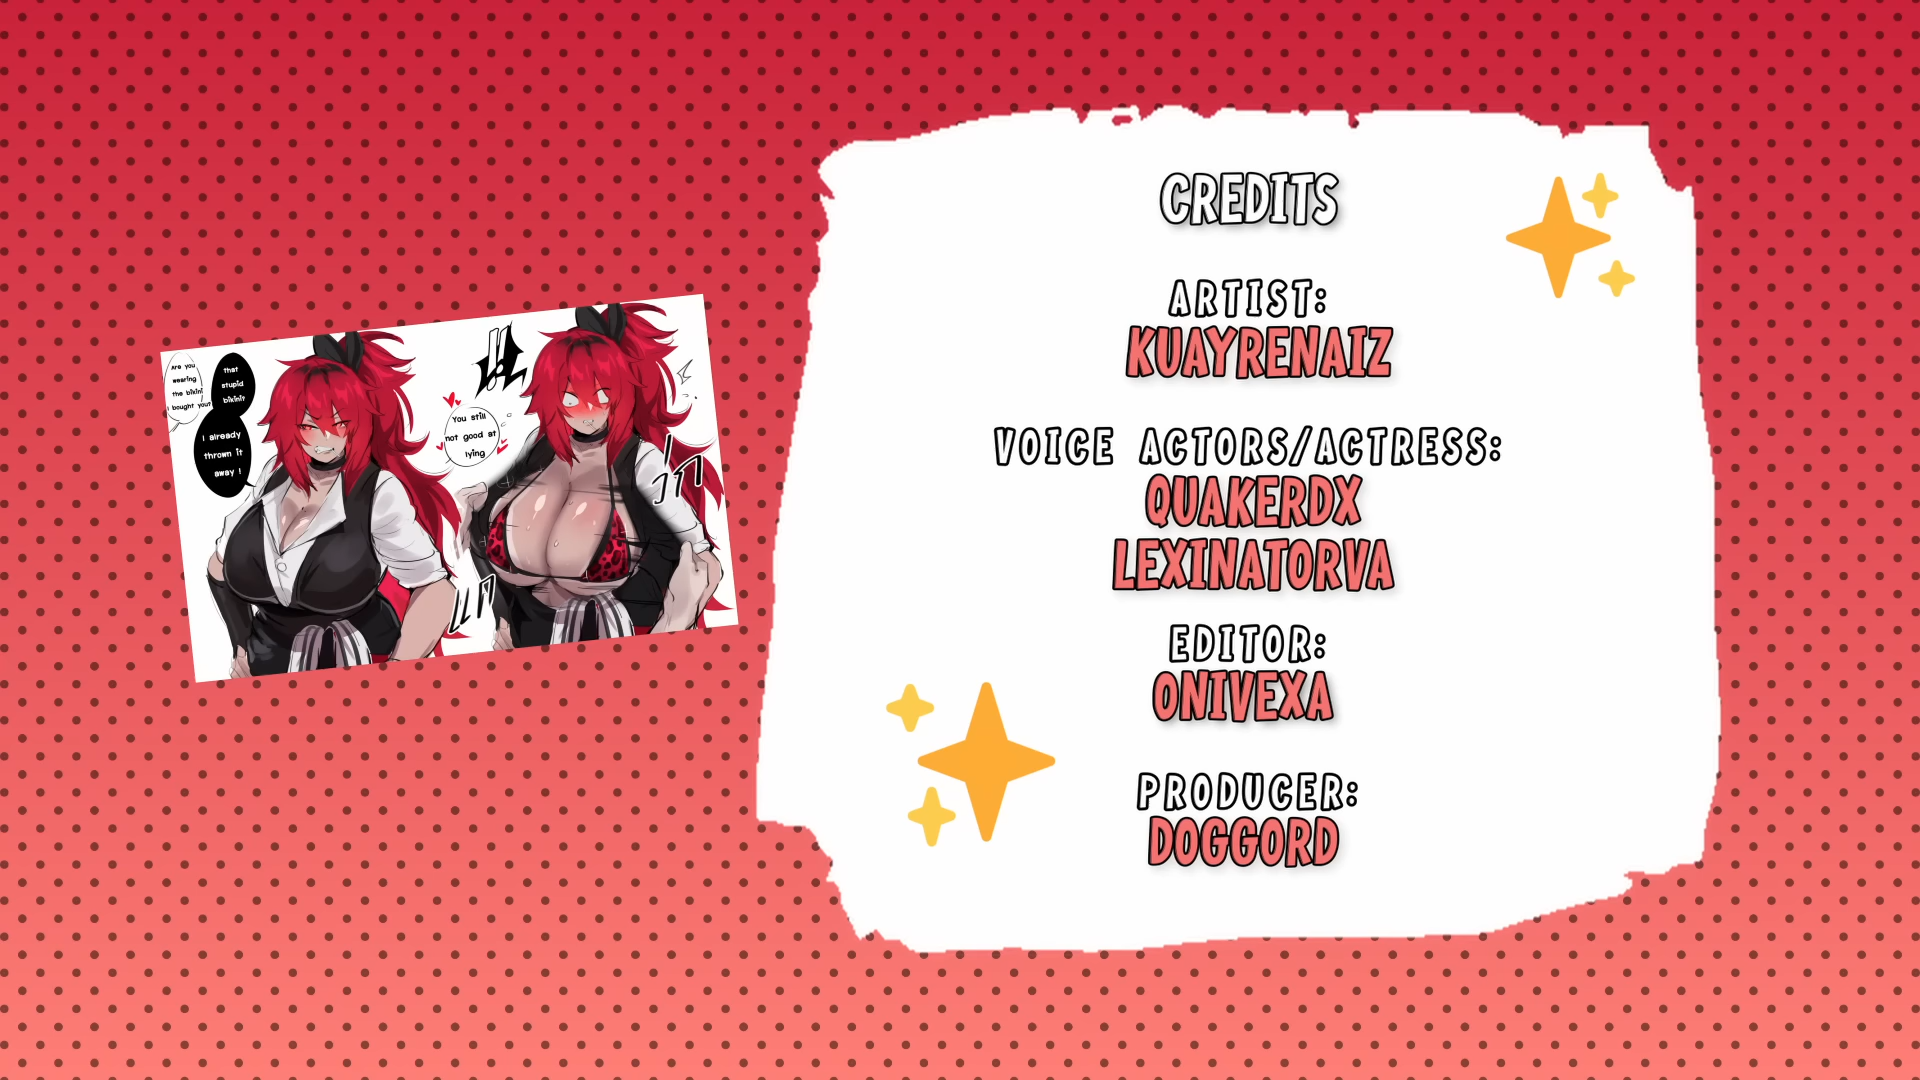 Are you
wearing
the bikini
I bought you?
that
stupid
bikini?
I already
thrown it
away !
!!
You still
not good at
lying
CREDITS
ARTIST:
KUAYRENAIZ
VOICE ACTORS/ACTRESS:
QUAKERDX
LEXINATORVA
EDITOR:
ONIVEXA
PRODUCER:
DOGGORD